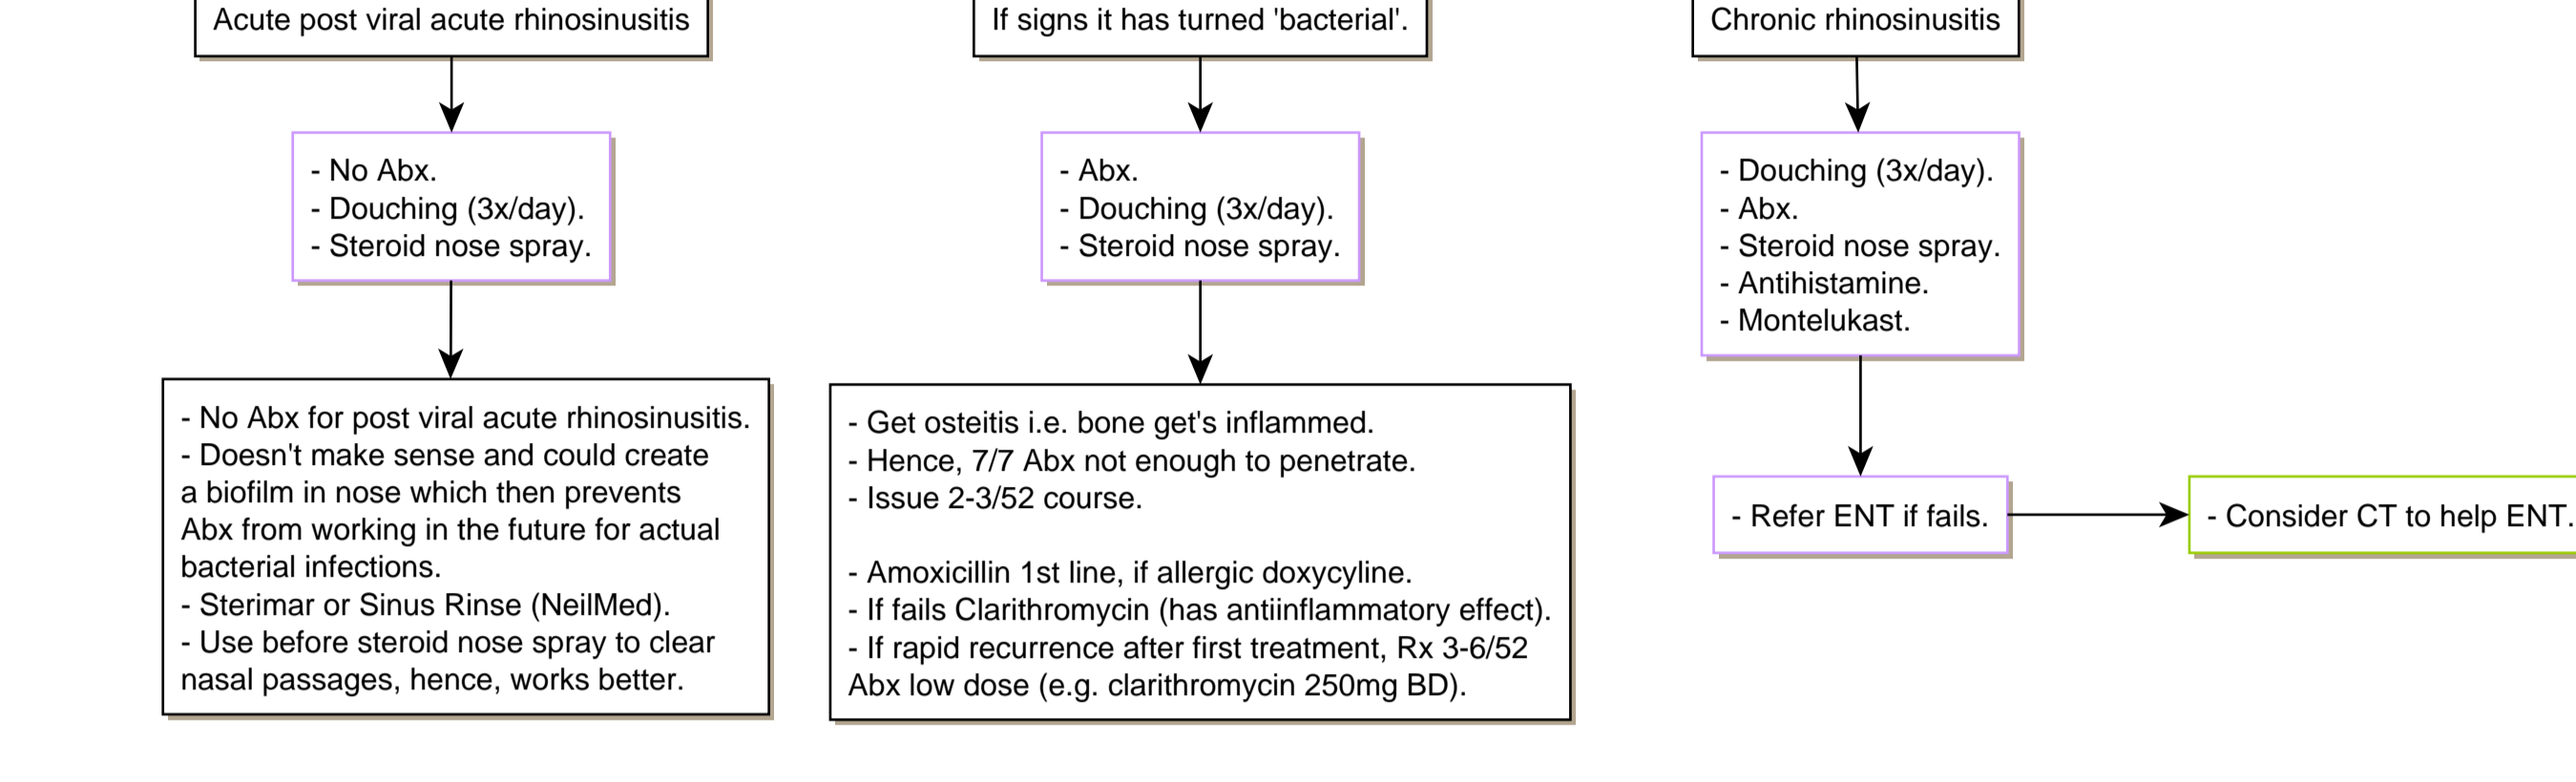 Acute post viral acute rhinosinusitis
- No Abx.
- Douching (3x/day).
- Steroid nose spray.
- No Abx for post viral acute rhinosinusitis.
- Doesn't make sense and could create
a biofilm in nose which then prevents
Abx from working in the future for actual
bacterial infections.
- Sterimar or Sinus Rinse (NeilMed).
- Use before steroid nose spray to clear
nasal passages, hence, works better.
If signs it has turned 'bacterial'.
- Abx.
- Douching (3x/day).
- Steroid nose spray.
- Get osteitis i.e. bone get's inflammed.
- Hence, 7/7 Abx not enough to penetrate.
- Issue 2-3/52 course.
- Amoxicillin 1st line, if allergic doxycyline.
- If fails Clarithromycin (has antiinflammatory effect).
- If rapid recurrence after first treatment, Rx 3-6/52
Abx low dose (e.g. clarithromycin 250mg BD).
Chronic rhinosinusitis
- Douching (3x/day).
- Abx.
- Steroid nose spray.
- Antihistamine.
- Montelukast.
- Refer ENT if fails.
- Consider CT to help ENT.